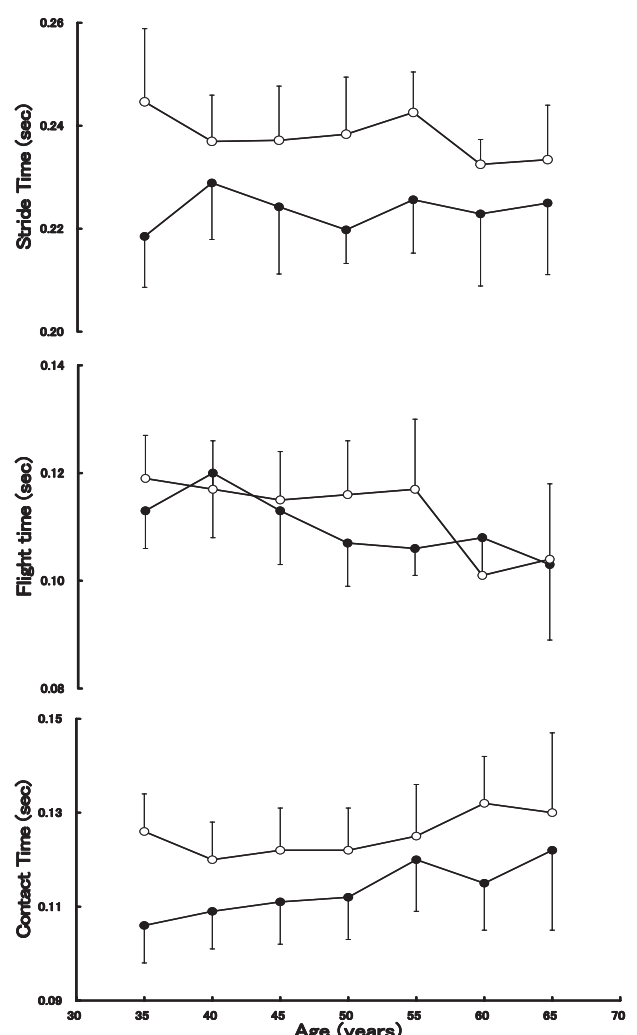 0.26
0.24
0.22
0.20
Stride Time (sec)
0.14
0.12
0.10
0.08
Flight time (sec)
0.15
0.13
0.11
0.09
Contact Time (sec)
30 35 40 45 50 55 60 65 70
Age (years)